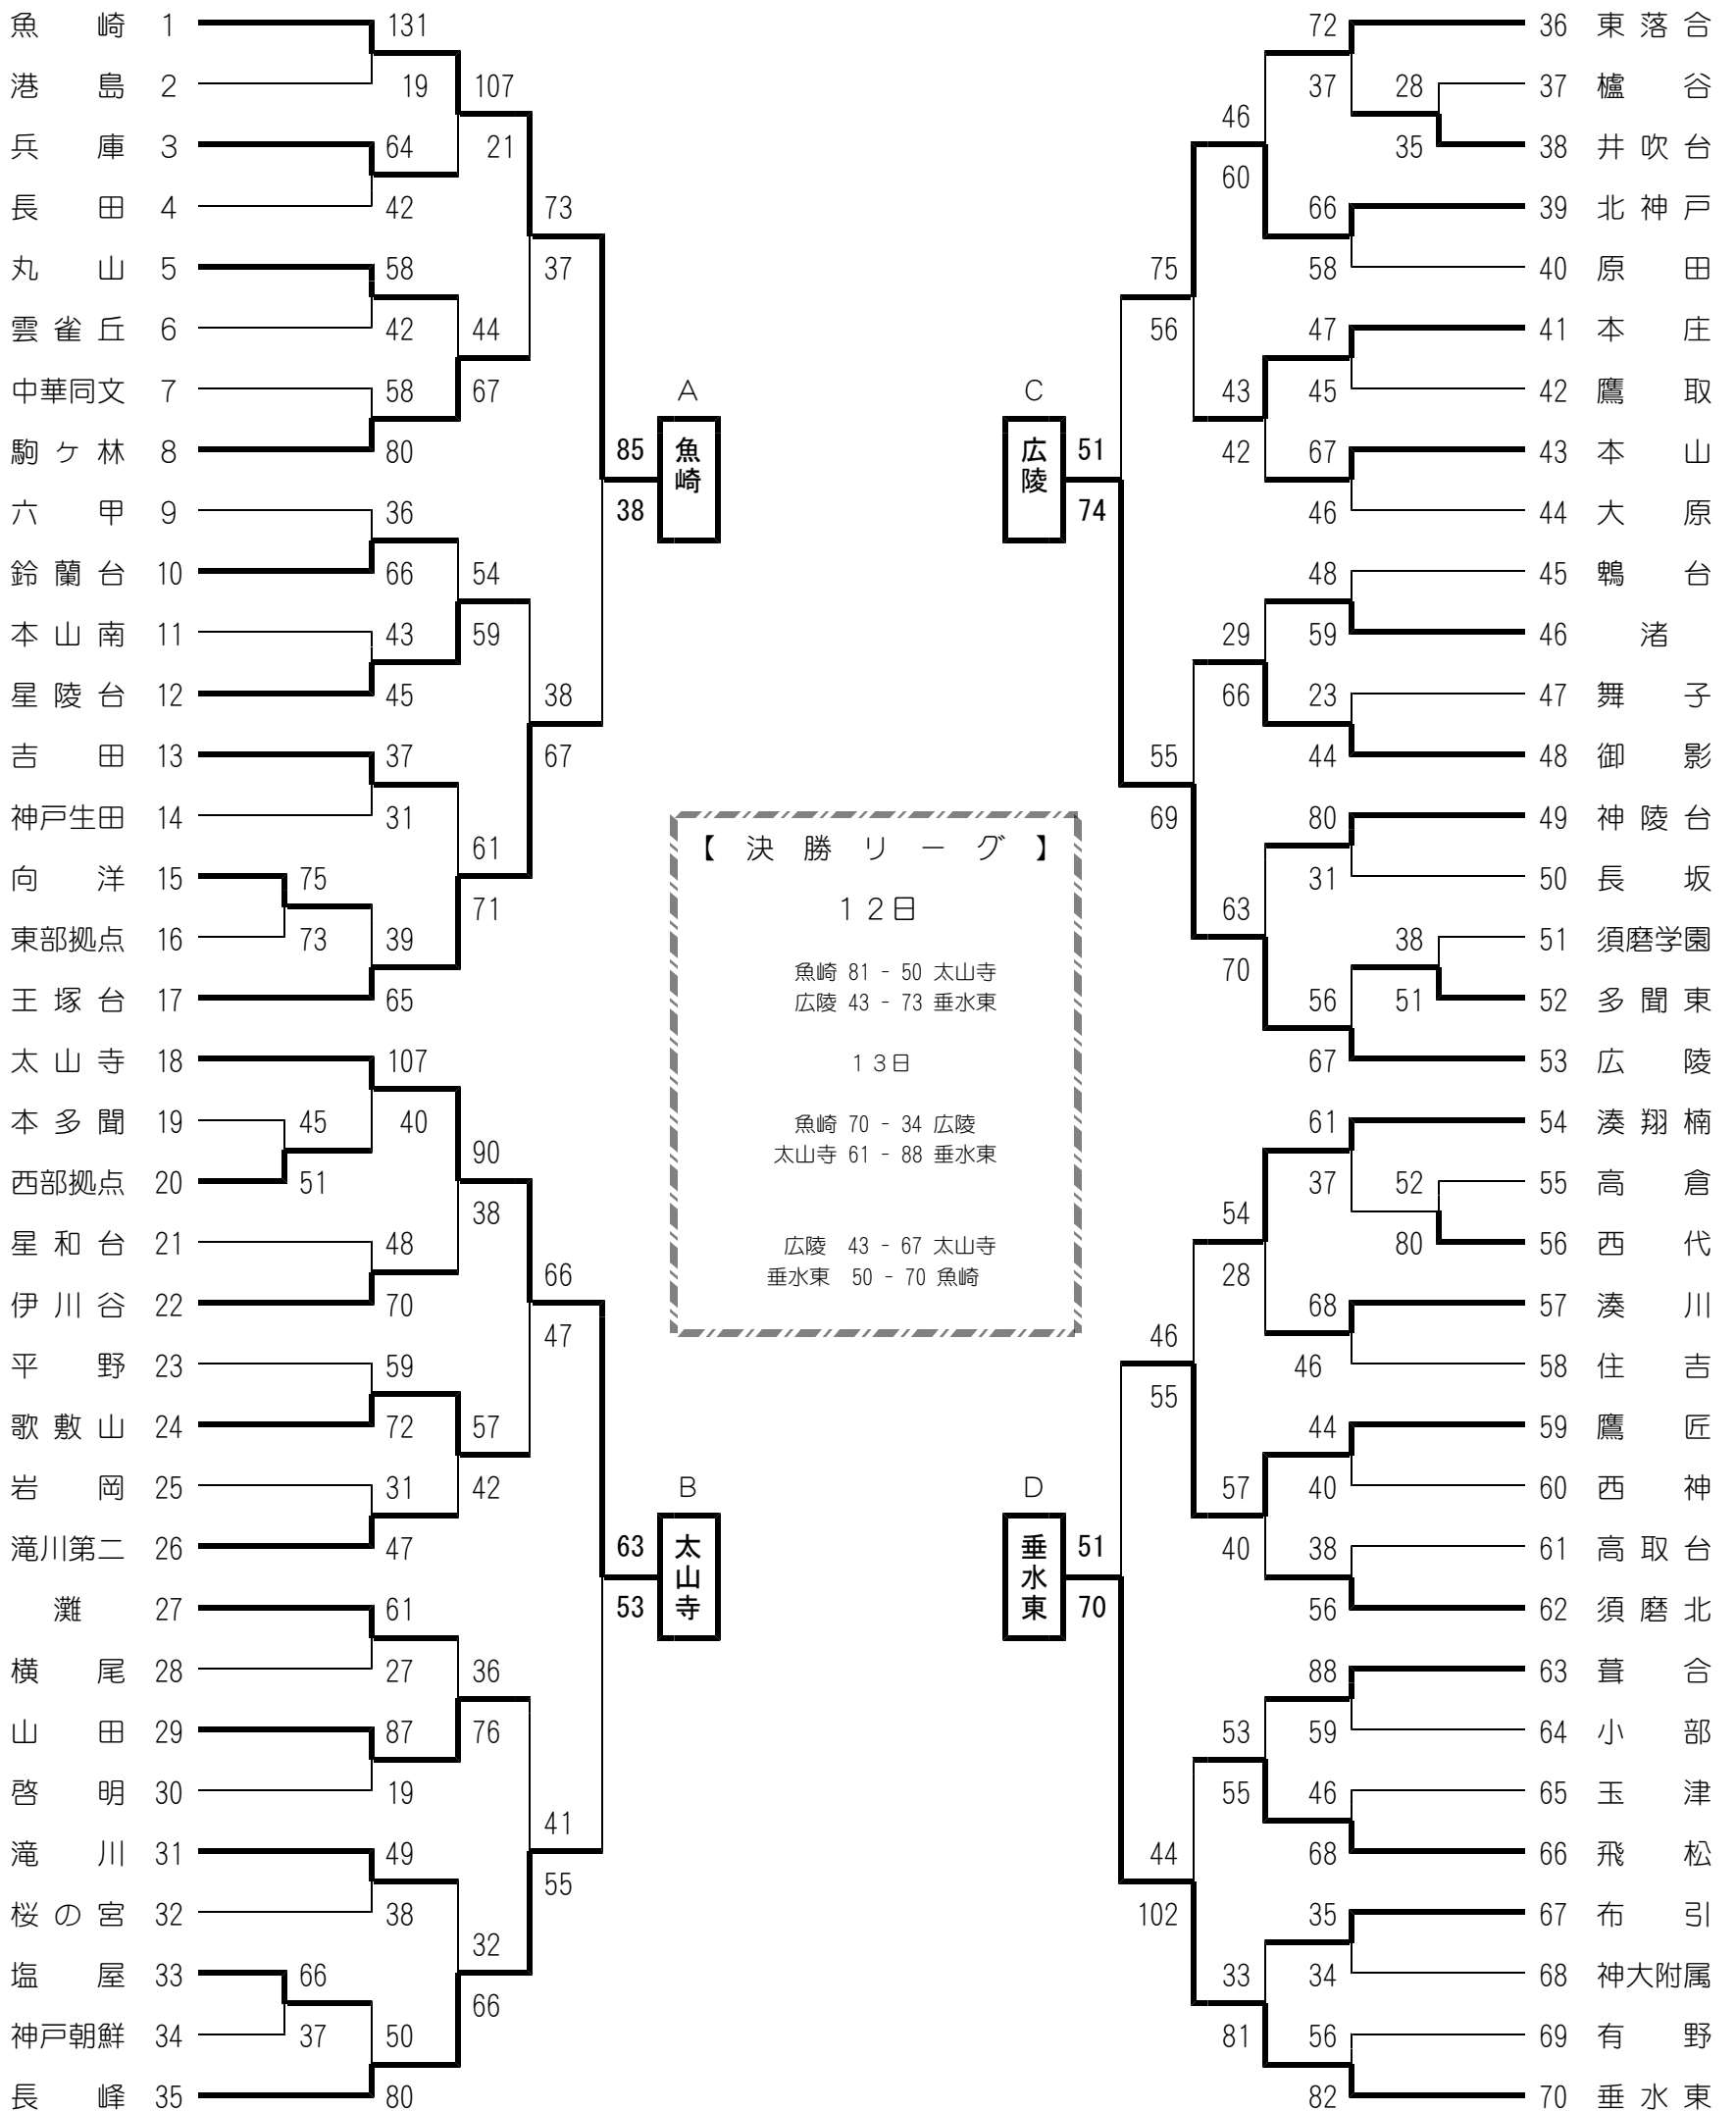 魚崎 1 131
港島 2 19 107
兵庫 3 64 21
長田 4 42 73
丸山 5 58 37
雲雀丘 6 42 44
中華同文 7 58 67
駒ヶ林 8 80
六甲 9 36
鈴蘭台 10 66 54
本山南 11 43 59
星陵台 12 45 38
吉田 13 37 67
神戸生田 14 31
61
向洋 15 75
71
東部拠点 16 73 39
王塚台 17 65
太山寺 18 107
本多聞 19 45 40
90
西部拠点 20 51
38
星和台 21 48
66
伊川谷 22 70
47
平野 23 59
歌敷山 24 72 57
岩岡 25 31 42
滝川第二 26 47
灘 27 61
横尾 28 27 36
山田 29 87 76
啓明 30 19
41
滝川 31 49
55
桜の宮 32 38
32
塩屋 33 66
66
神戸朝鮮 34 37 50
長峰 35 80
A
85 魚崎
38
B
63 太山寺
53
C
広陵 51
74
D
垂水東 51
70
【決勝リーグ】
12日
魚崎 81 - 50 太山寺
広陵 43 - 73 垂水東
13日
魚崎 70 - 34 広陵
太山寺 61 - 88 垂水東
広陵 43 - 67 太山寺
垂水東 50 - 70 魚崎
72 36 東落合
37 28 37 櫨谷
46
35 38 井吹台
60
66 39 北神戸
75 58 40 原田
56 47 41 本庄
43 45 42 鷹取
42 67 43 本山
46 44 大原
48 45 鵯台
29 59 46 渚
66 23 47 舞子
55 44 48 御影
69 80 49 神陵台
31 50 長坂
63
38 51 須磨学園
70
56 51 52 多聞東
67 53 広陵
61 54 湊翔楠
37 52 55 高倉
54
80 56 西代
28
68 57 湊川
46
46 58 住吉
55
44 59 鷹匠
57 40 60 西神
40 38 61 高取台
56 62 須磨北
88 63 葺合
53 59 64 小部
55 46 65 玉津
44 68 66 飛松
102 35 67 布引
33 34 68 神大附属
81 56 69 有野
82 70 垂水東